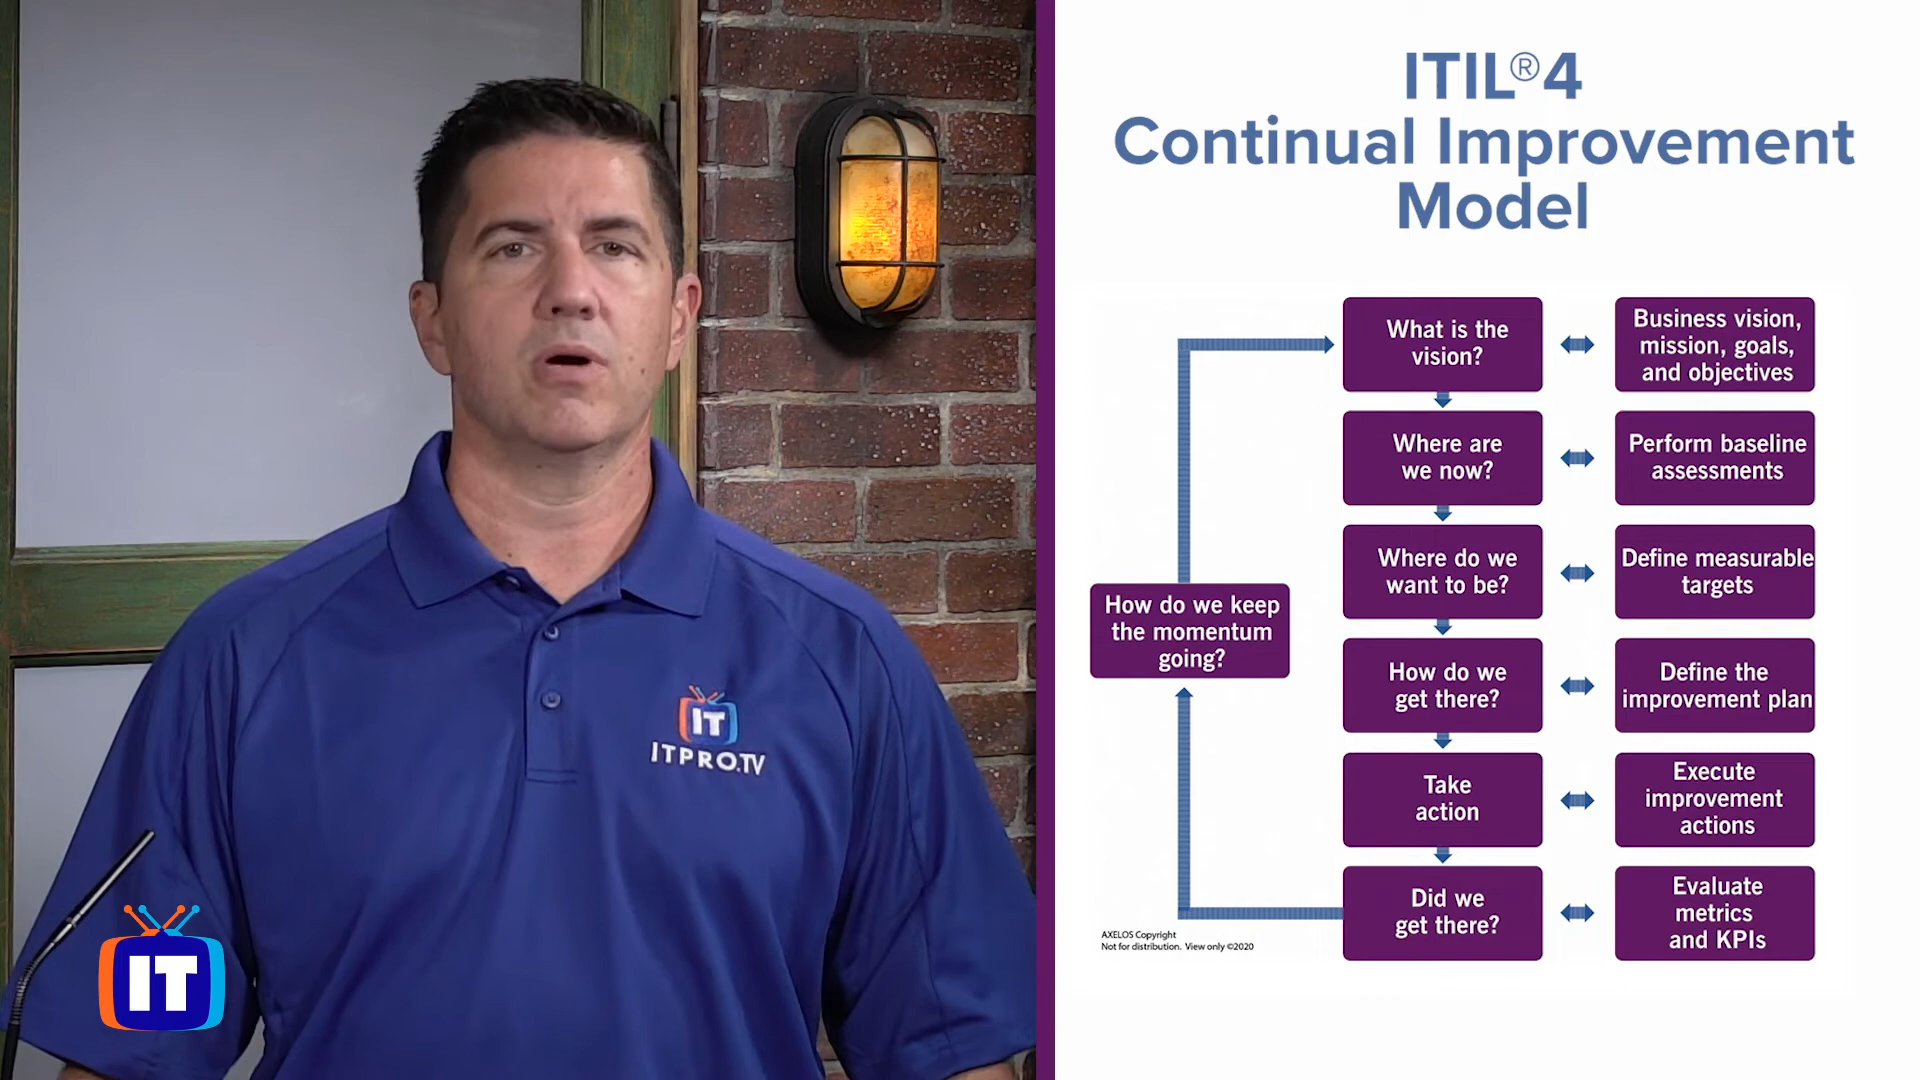 ITIL®4
Continual Improvement
Model
What is the
vision?
Business vision,
mission, goals,
and objectives
Where are
we now?
Perform baseline
assessments
Where do we
want to be?
Define measurable
targets
How do we keep
the momentum
going?
How do we
get there?
Define the
improvement plan
Take
action
Execute
improvement
actions
Did we
get there?
Evaluate
metrics
and KPIs
AXELOS Copyright
Not for distribution. View only ©2020
IT
ITPRO.TV
IT